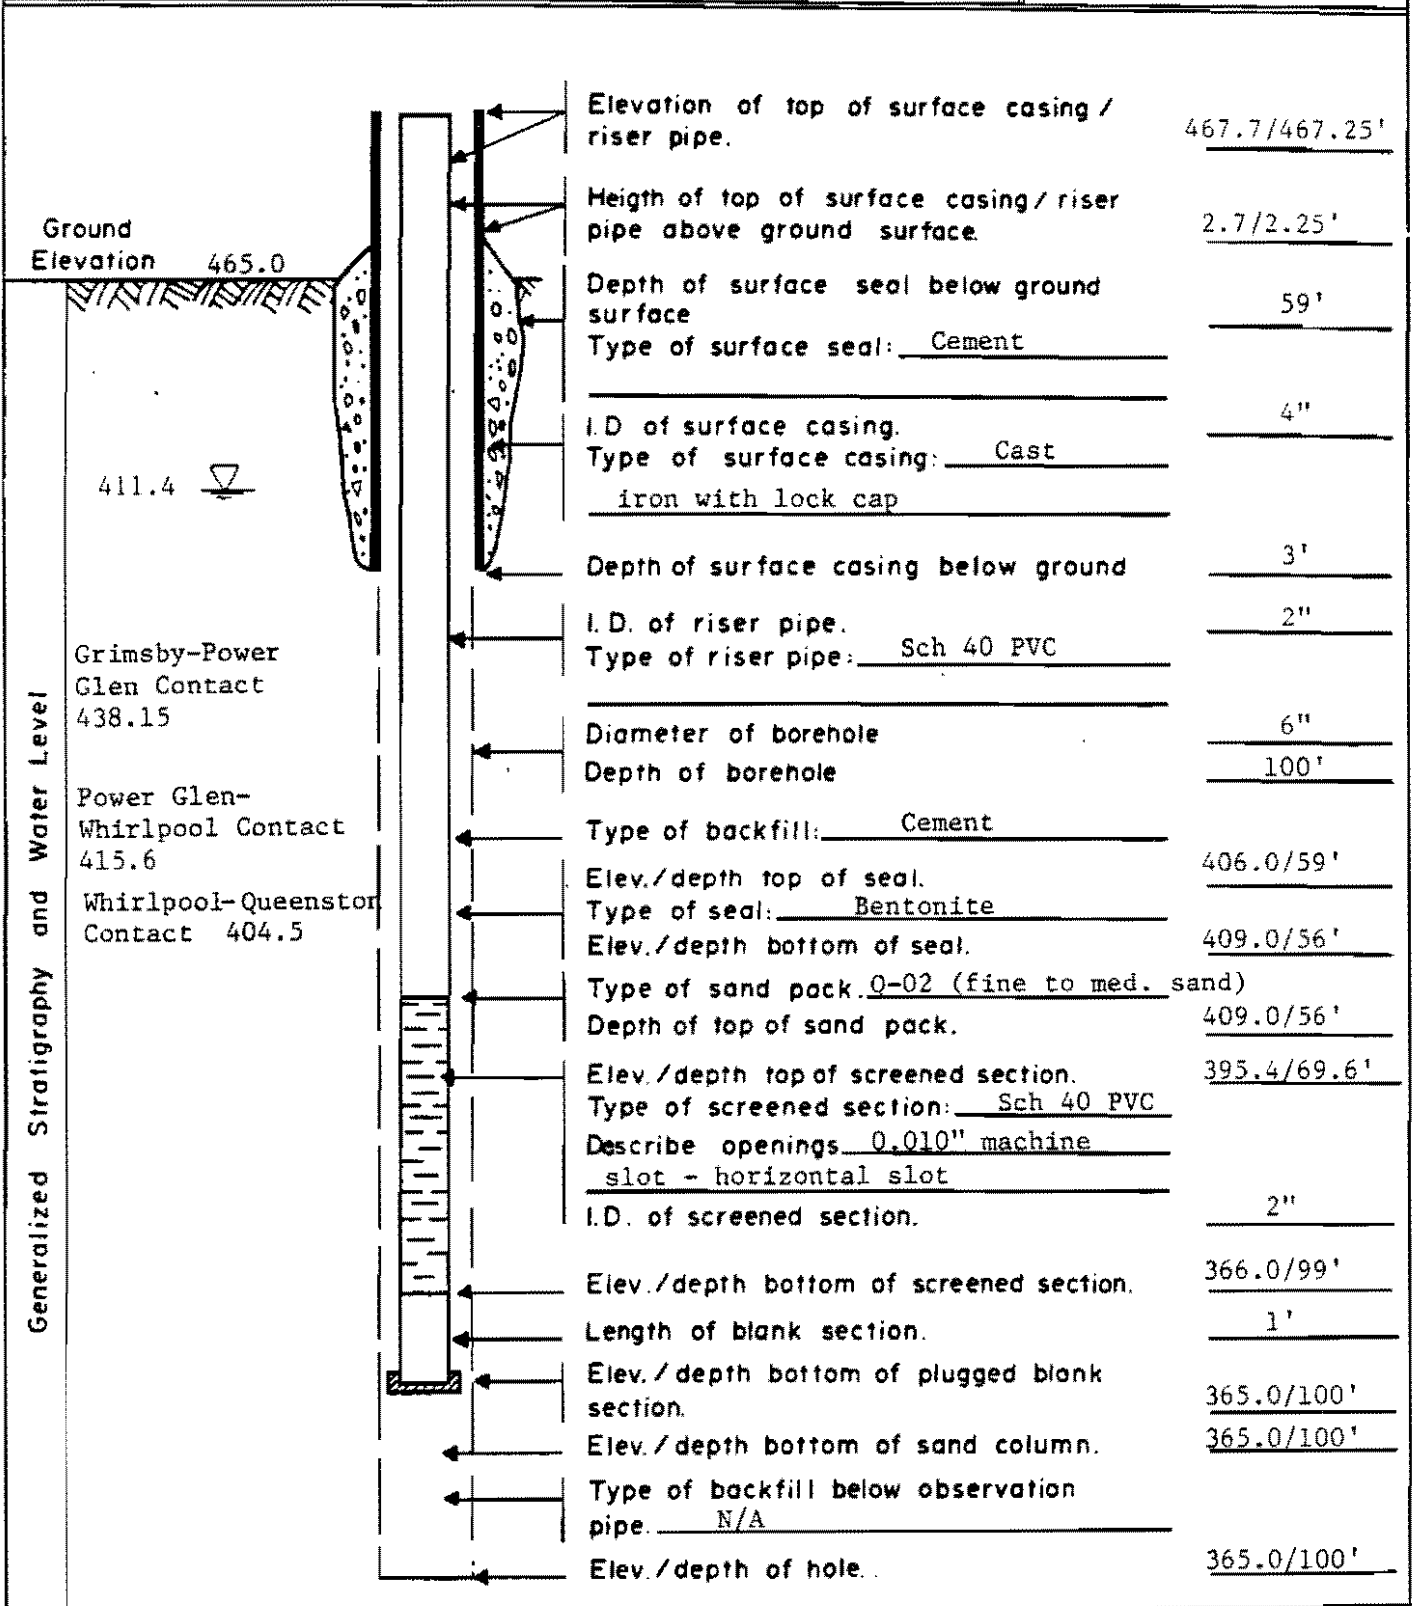 Elevation of top of surface casing /
riser pipe. 467.7/467.25'
Heigth of top of surface casing / riser
pipe above ground surface. 2.7/2.25'
Ground
Elevation 465.0
Depth of surface seal below ground
surface 59'
Type of surface seal: Cement
I.D of surface casing. 4"
Type of surface casing: Cast
iron with lock cap
411.4
Depth of surface casing below ground 3'
I.D. of riser pipe. 2"
Type of riser pipe: Sch 40 PVC
Grimsby-Power
Glen Contact
438.15
Diameter of borehole 6"
Depth of borehole 100'
Power Glen-
Whirlpool Contact
415.6
Type of backfill: Cement
Elev./depth top of seal. 406.0/59'
Type of seal: Bentonite
Elev./depth bottom of seal. 409.0/56'
Whirlpool-Queenston
Contact 404.5
Type of sand pack. Q-02 (fine to med. sand)
Depth of top of sand pack. 409.0/56'
Elev./depth top of screened section. 395.4/69.6'
Type of screened section: Sch 40 PVC
Describe openings 0.010" machine
slot - horizontal slot
I.D. of screened section. 2"
Elev./depth bottom of screened section. 366.0/99'
Length of blank section. 1'
Elev./depth bottom of plugged blank
section. 365.0/100'
Elev./depth bottom of sand column. 365.0/100'
Type of backfill below observation
pipe. N/A
Elev./depth of hole. 365.0/100'
Generalized Stratigraphy and Water Level